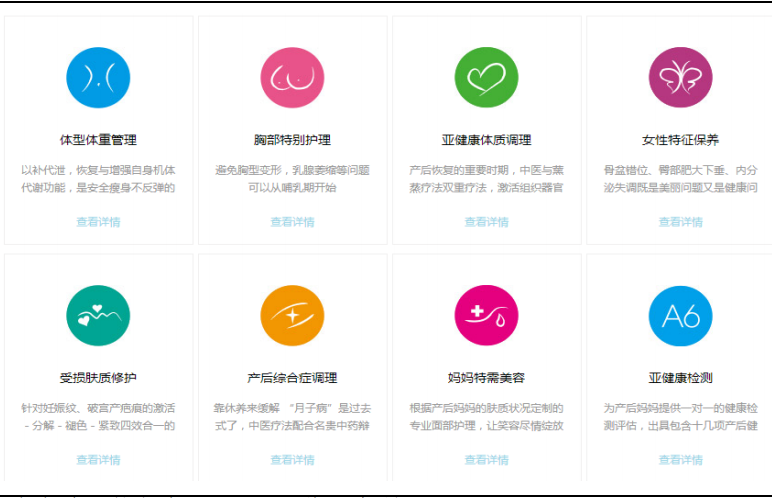 体型体重管理
以补代泄，恢复与增强自身机体
代谢功能，是安全瘦身不反弹的
查看详情
胸部特别护理
避免胸型变形，乳腺萎缩等问题
可以从哺乳期开始
查看详情
亚健康体质调理
产后恢复的重要时期，中医与薰
蒸疗法双重疗法，激活组织器官
查看详情
女性特征保养
骨盆错位、臀部肥大下垂、内分
泌失调既是美丽问题又是健康问
查看详情
受损肤质修护
针对妊娠纹、破宫产疤痕的激活
- 分解 - 褪色 - 紧致四效合一的
查看详情
产后综合症调理
靠休养来缓解 “月子病”是过去
式了，中医疗法配合名贵中药辩
查看详情
妈妈特需美容
根据产后妈妈的肤质状况定制的
专业面部护理，让笑容尽情绽放
查看详情
A6
亚健康检测
为产后妈妈提供一对一的健康检
测评估，出具包含十几项产后健
查看详情